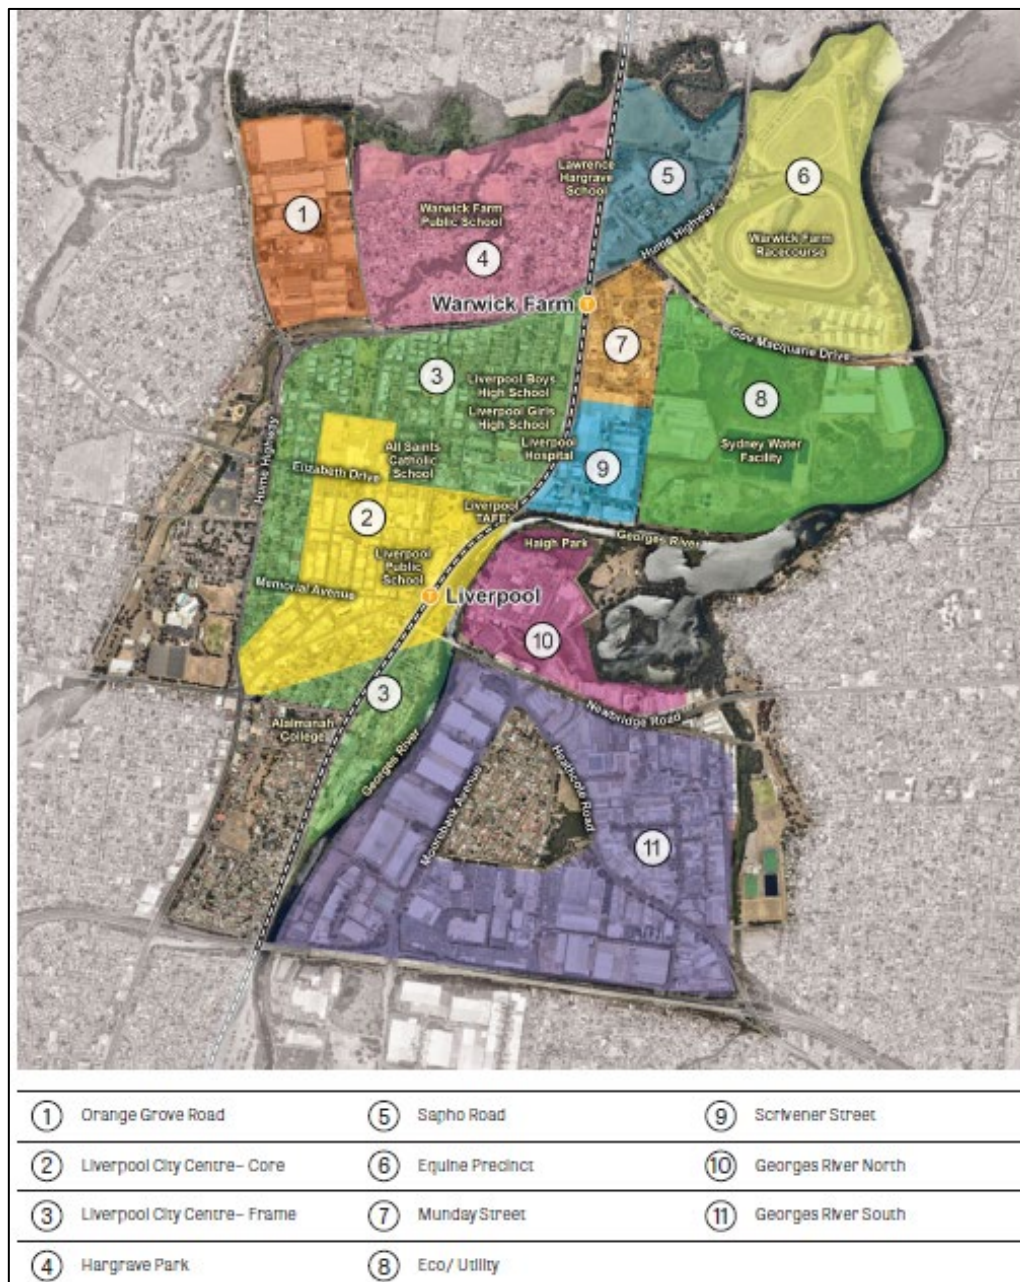 Lawrence
Hargrave
School
5
6
1
Warwick Farm
Public School
4
Hume Highway
Warwick Farm
Racecourse
Warwick Farm
T
7
Gov Macquarie Drive
3
Liverpool Boys
High School
Liverpool Girls
High School
8
Hume Highway
All Saints
Catholic
School
Liverpool
Hospital
Sydney Water
Facility
Elizabeth Drive
9
2
Liverpool
TAFE
Georges River
Haigh Park
Liverpool
Public
School
Memorial Avenue
T
Liverpool
10
3
Newbridge Road
Alalmanah
College
Georges River
Moorebank Avenue
Heathcote Road
11
1 Orange Grove Road
5 Sapho Road
9 Scrivener Street
2 Liverpool City Centre– Core
6 Equine Precinct
10 Georges River North
3 Liverpool City Centre– Frame
7 Munday Street
11 Georges River South
4 Hargrave Park
8 Eco/ Utility